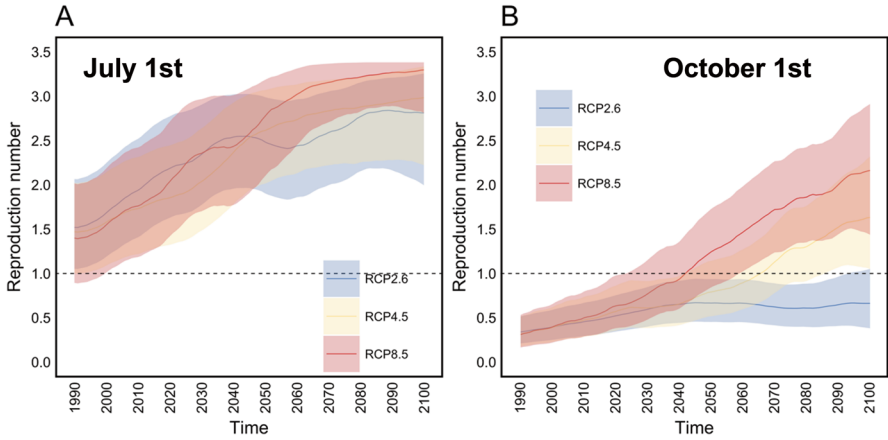 A
July 1st
Reproduction number
3.5
3.0
2.5
2.0
1.5
1.0
0.5
0.0
RCP2.6
RCP4.5
RCP8.5
1990
2000
2010
2020
2030
2040
2050
2060
2070
2080
2090
2100
Time
B
October 1st
Reproduction number
3.5
3.0
2.5
2.0
1.5
1.0
0.5
0.0
RCP2.6
RCP4.5
RCP8.5
1990
2000
2010
2020
2030
2040
2050
2060
2070
2080
2090
2100
Time